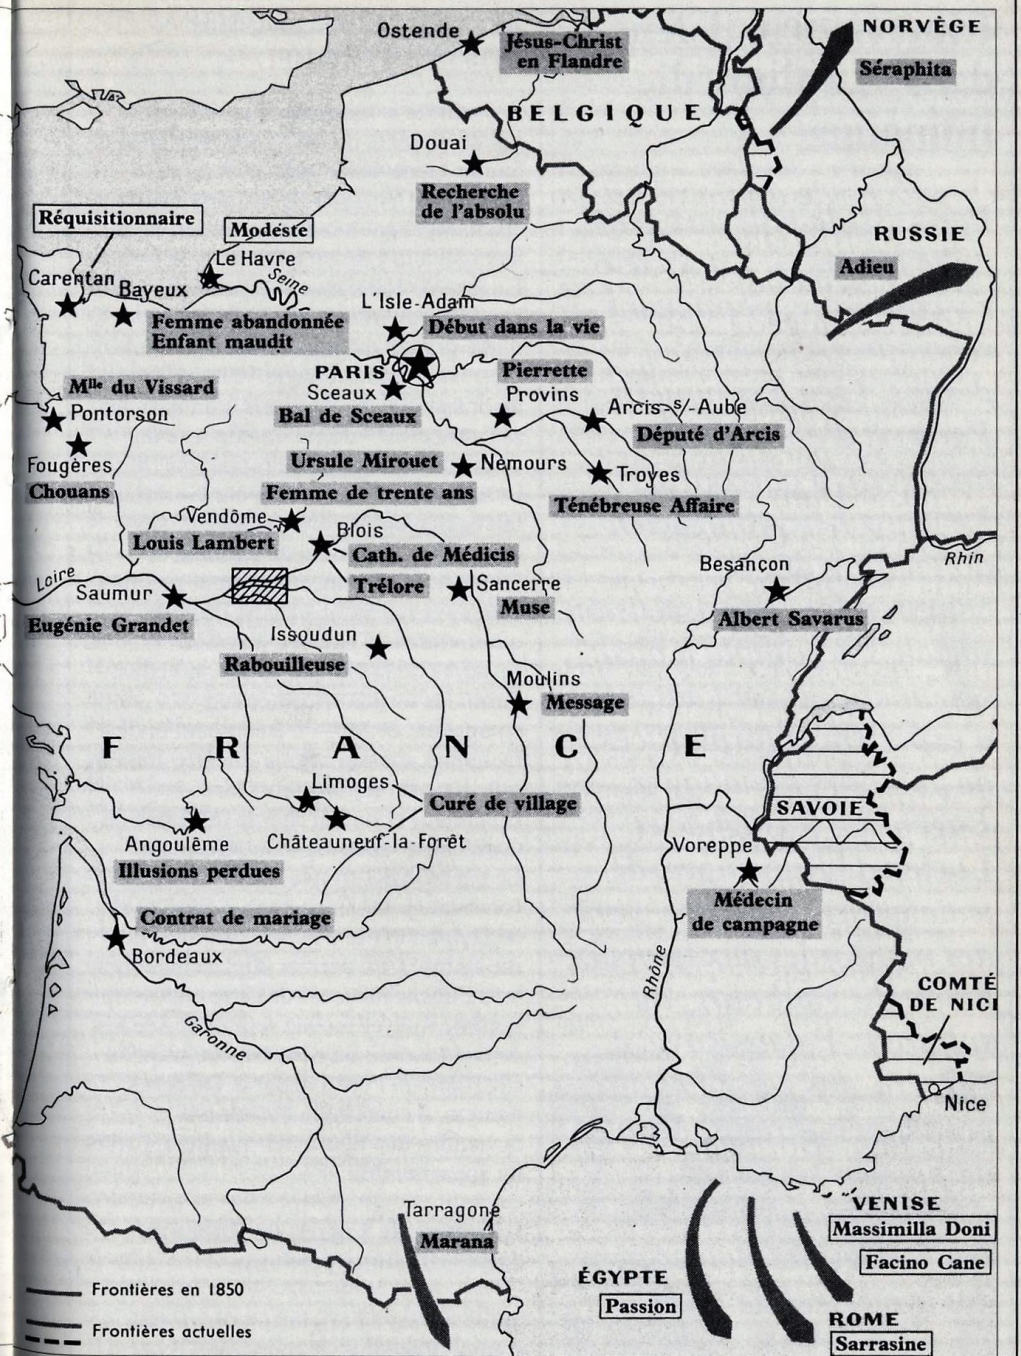 NORVÈGE
Ostende
Jésus-Christ
en Flandre
Séraphita
BELGIQUE
Douai
Recherche
de l'absolu
Réquisitionnaire
Modeste
RUSSIE
Le Havre
Adieu
Carentan
Bayeux
Seine
L'Isle-Adam
Femme abandonnée
Enfant maudit
Début dans la vie
PARIS
Pierrette
Mlle du Vissard
Sceaux
Provins
Pontorson
Bal de Sceaux
Arcis-s/-Aube
Député d'Arcis
Fougères
Ursule Mirouet
Nemours
Troyes
Chouans
Femme de trente ans
Ténébreuse Affaire
Vendôme
Blois
Louis Lambert
Cath. de Médicis
Rhin
Loire
Besançon
Saumur
Trélore
Sancerre
Muse
Eugénie Grandet
Albert Savarus
Issoudun
Rabouilleuse
Moulins
Message
FRANCE
Limoges
Curé de village
SAVOIE
Angoulême
Châteauneuf-la-Forêt
Voreppe
Illusions perdues
Médecin
de campagne
Contrat de mariage
Bordeaux
Rhône
COMTÉ
DE NICE
Garonne
Nice
Tarragone
Marana
VENISE
Massimilla Doni
Facino Cane
ÉGYPTE
Passion
ROME
Sarrasine
Frontières en 1850
Frontières actuelles